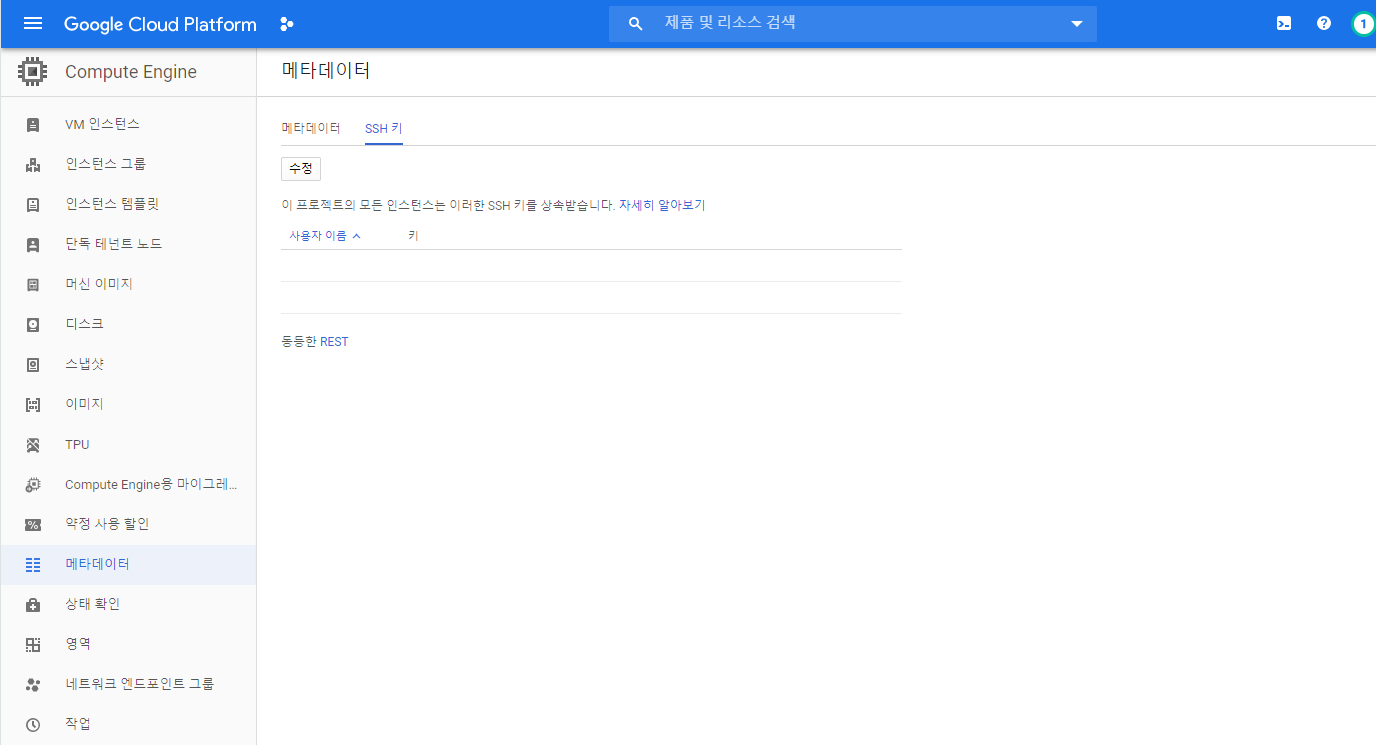 Google Cloud Platform
제품 및 리소스 검색
1
Compute Engine
VM 인스턴스
인스턴스 그룹
인스턴스 템플릿
단독 테넌트 노드
머신 이미지
디스크
스냅샷
이미지
TPU
Compute Engine용 마이그레...
약정 사용 할인
메타데이터
상태 확인
영역
네트워크 엔드포인트 그룹
작업
메타데이터
메타데이터 SSH 키
수정
이 프로젝트의 모든 인스턴스는 이러한 SSH 키를 상속받습니다. 자세히 알아보기
사용자 이름 키
동등한 REST